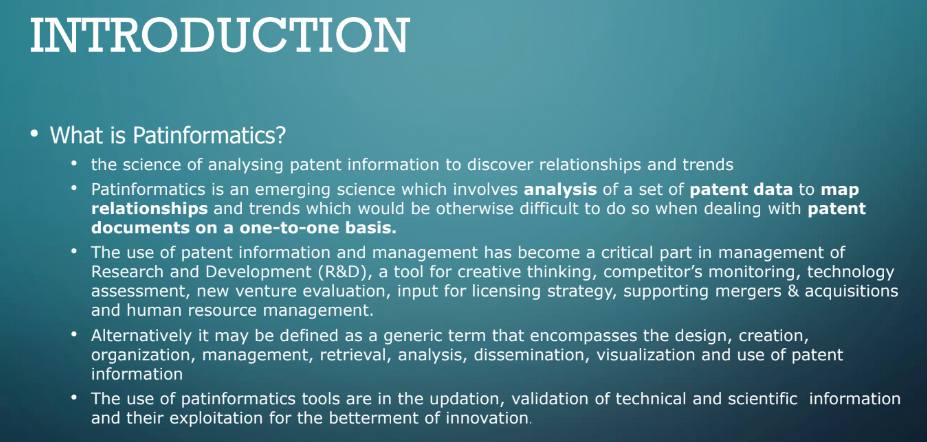 INTRODUCTION
• What is Patinformatics?
• the science of analysing patent information to discover relationships and trends
• Patinformatics is an emerging science which involves analysis of a set of patent data to map
relationships and trends which would be otherwise difficult to do so when dealing with patent
documents on a one-to-one basis.
• The use of patent information and management has become a critical part in management of
Research and Development (R&D), a tool for creative thinking, competitor's monitoring, technology
assessment, new venture evaluation, input for licensing strategy, supporting mergers & acquisitions
and human resource management.
• Alternatively it may be defined as a generic term that encompasses the design, creation,
organization, management, retrieval, analysis, dissemination, visualization and use of patent
information
• The use of patinformatics tools are in the updation, validation of technical and scientific  information
and their exploitation for the betterment of innovation.